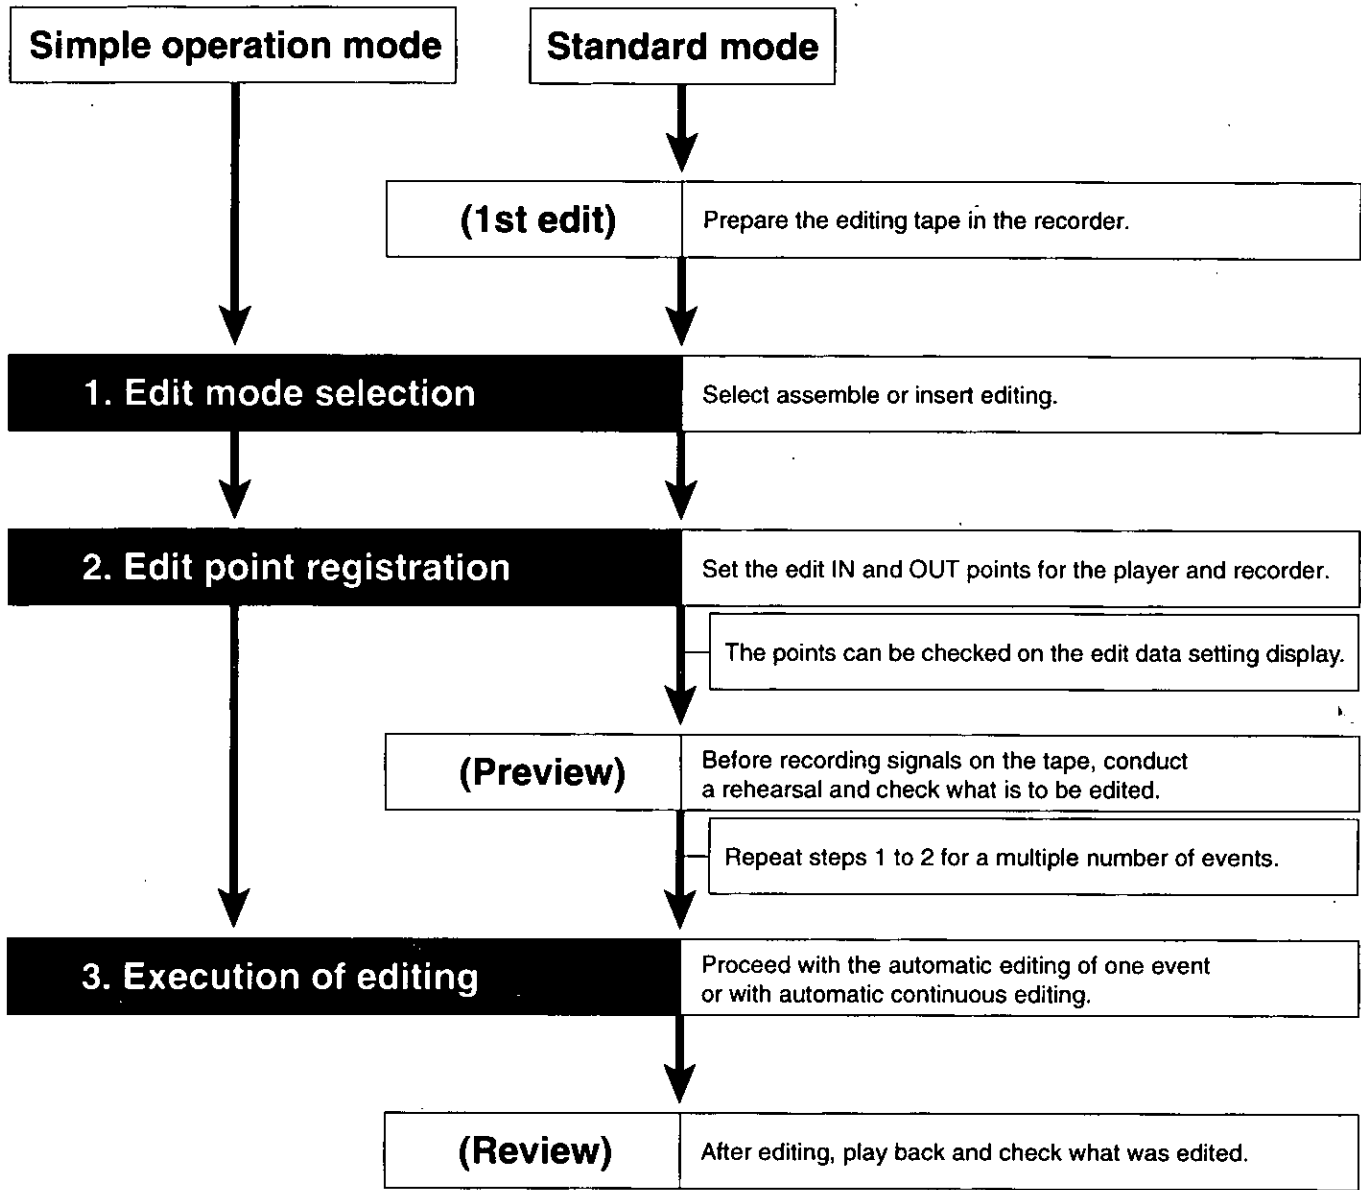 Simple operation mode
Standard mode
(1st edit)
Prepare the editing tape in the recorder.
1. Edit mode selection
Select assemble or insert editing.
2. Edit point registration
Set the edit IN and OUT points for the player and recorder.
The points can be checked on the edit data setting display.
(Preview)
Before recording signals on the tape, conduct
a rehearsal and check what is to be edited.
Repeat steps 1 to 2 for a multiple number of events.
3. Execution of editing
Proceed with the automatic editing of one event
or with automatic continuous editing.
(Review)
After editing, play back and check what was edited.